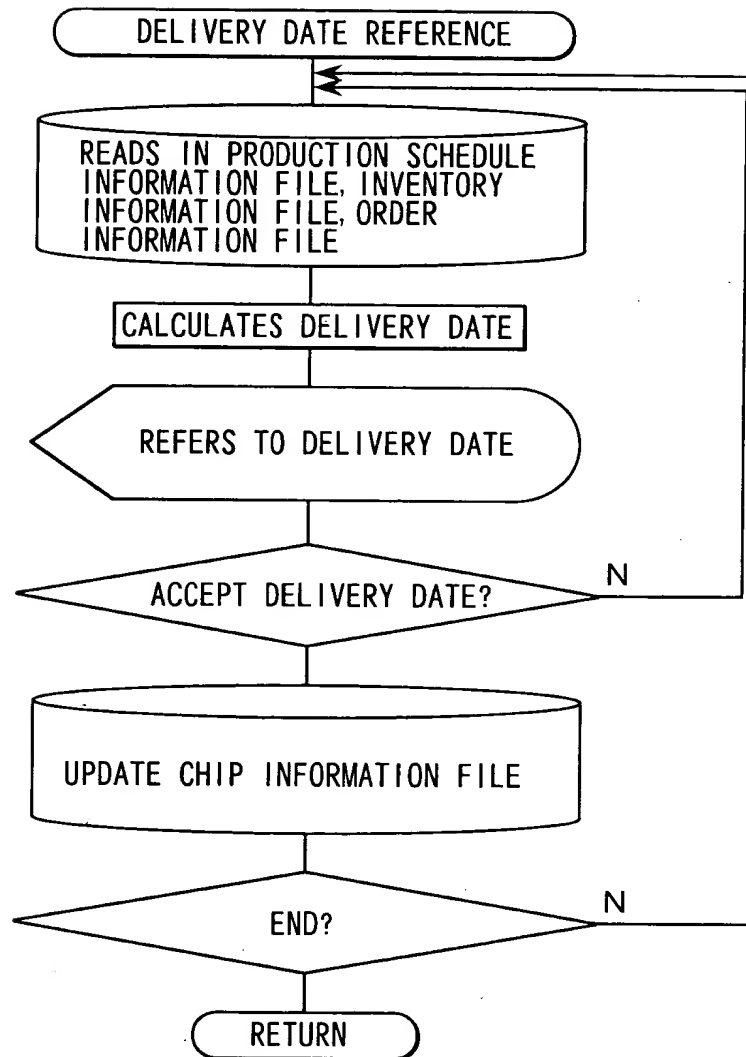 DELIVERY DATE REFERENCE
READS IN PRODUCTION SCHEDULE
INFORMATION FILE, INVENTORY
INFORMATION FILE, ORDER
INFORMATION FILE
CALCULATES DELIVERY DATE
REFERS TO DELIVERY DATE
ACCEPT DELIVERY DATE?
N
UPDATE CHIP INFORMATION FILE
END?
N
RETURN